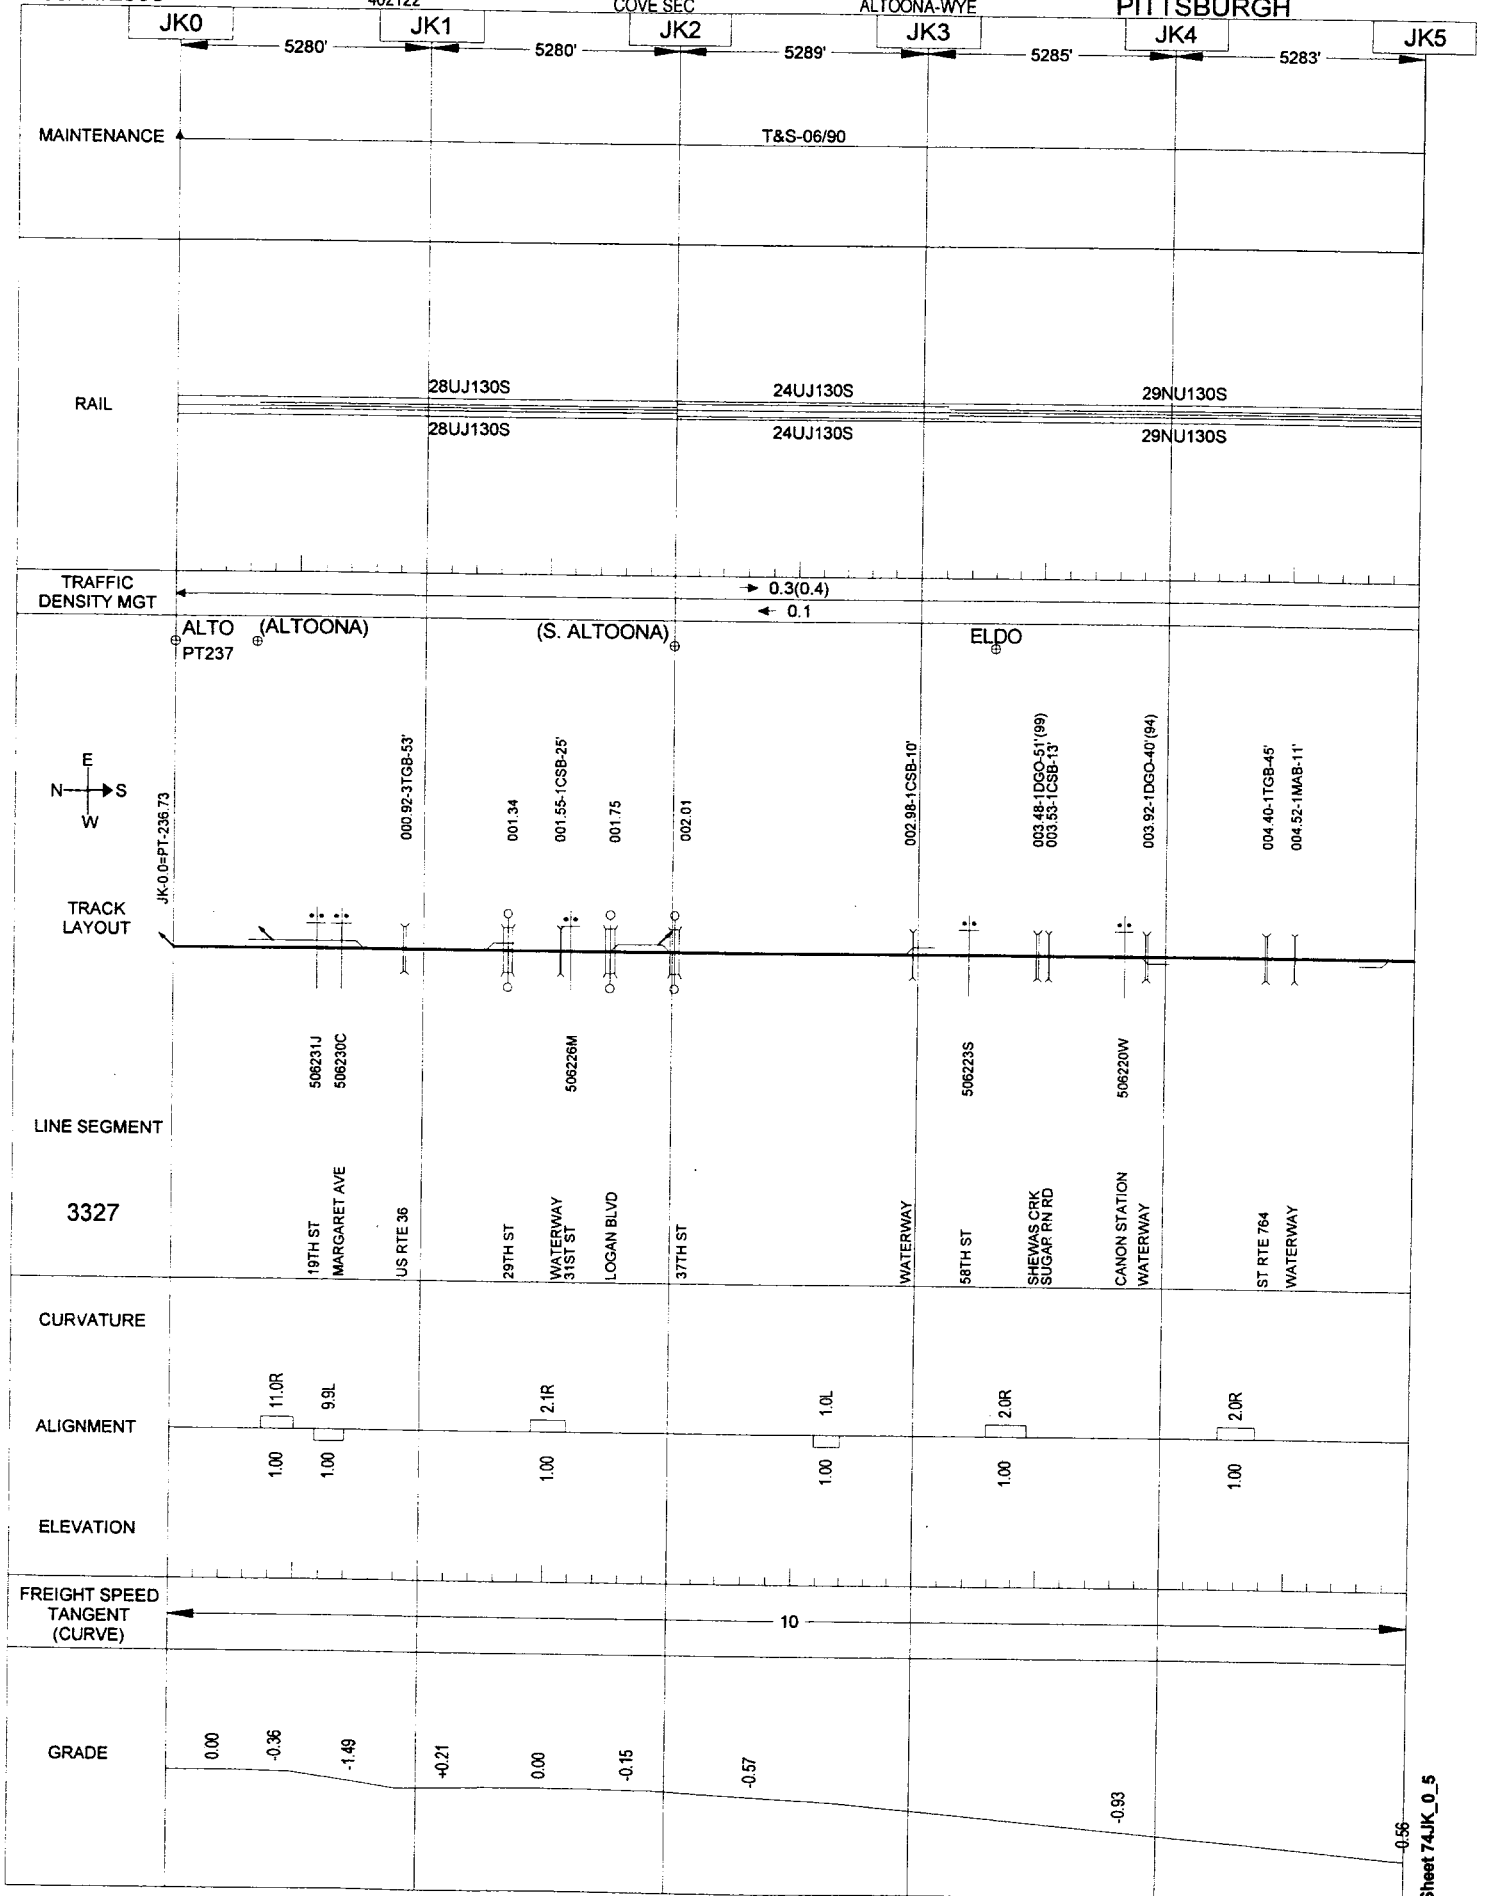 402122 COVE SEC ALTOONA-WYE PITTSBURGH
JK0 JK1 JK2 JK3 JK4 JK5
5280' 5280' 5289' 5285' 5283'
MAINTENANCE T&S-06/90
28UJ130S 24UJ130S 29NU130S
RAIL
28UJ130S 24UJ130S 29NU130S
TRAFFIC
DENSITY MGT
0.3(0.4)
0.1
ALTO (ALTOONA) (S. ALTOONA) ELDO
PT237
E
N S
W
JK-0.0=PT-236.73
000.92-3TGB-53'
001.34
001.55-1CSB-25'
001.75
002.01
002.98-1CSB-10'
003.48-1DGO-51'(99)
003.53-1CSB-13'
003.92-1DGO-40'(94)
004.40-1TGB-45'
004.52-1MAB-11'
TRACK
LAYOUT
506231J
506230C
506226M
506223S
506220W
LINE SEGMENT
3327
19TH ST
MARGARET AVE
US RTE 36
29TH ST
WATERWAY
31ST ST
LOGAN BLVD
37TH ST
WATERWAY
58TH ST
SHEWAS CRK
SUGAR RN RD
CANON STATION
WATERWAY
ST RTE 764
WATERWAY
CURVATURE
11.0R 9.9L 2.1R 1.0L 2.0R 2.0R
ALIGNMENT
1.00 1.00 1.00 1.00 1.00 1.00
ELEVATION
FREIGHT SPEED
TANGENT
(CURVE)
10
GRADE
0.00 -0.36 -1.49 +0.21 0.00 -0.15 -0.57 -0.93 -0.56
Sheet 74JK_0_5